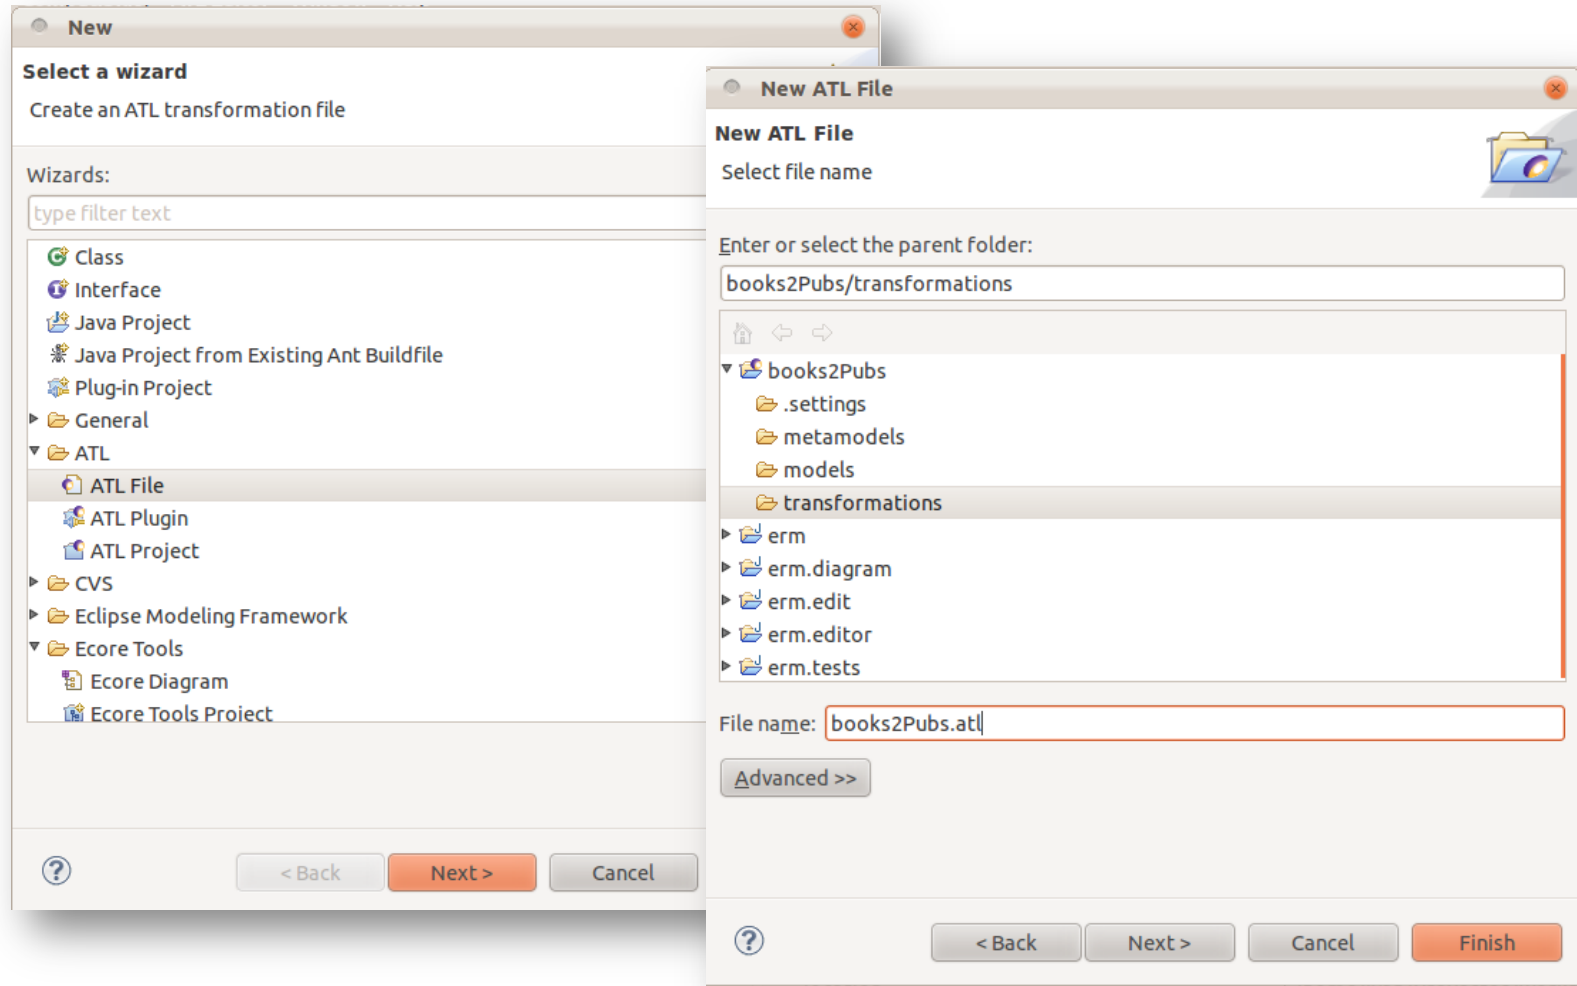 New
Select a wizard
Create an ATL transformation file
Wizards:
type filter text
Class
Interface
Java Project
Java Project from Existing Ant Buildfile
Plug-in Project
General
ATL
ATL File
ATL Plugin
ATL Project
CVS
Eclipse Modeling Framework
Ecore Tools
Ecore Diagram
Ecore Tools Project
< Back
Next >
Cancel
New ATL File
New ATL File
Select file name
Enter or select the parent folder:
books2Pubs/transformations
books2Pubs
.settings
metamodels
models
transformations
erm
erm.diagram
erm.edit
erm.editor
erm.tests
File name: books2Pubs.atl
Advanced >>
< Back
Next >
Cancel
Finish